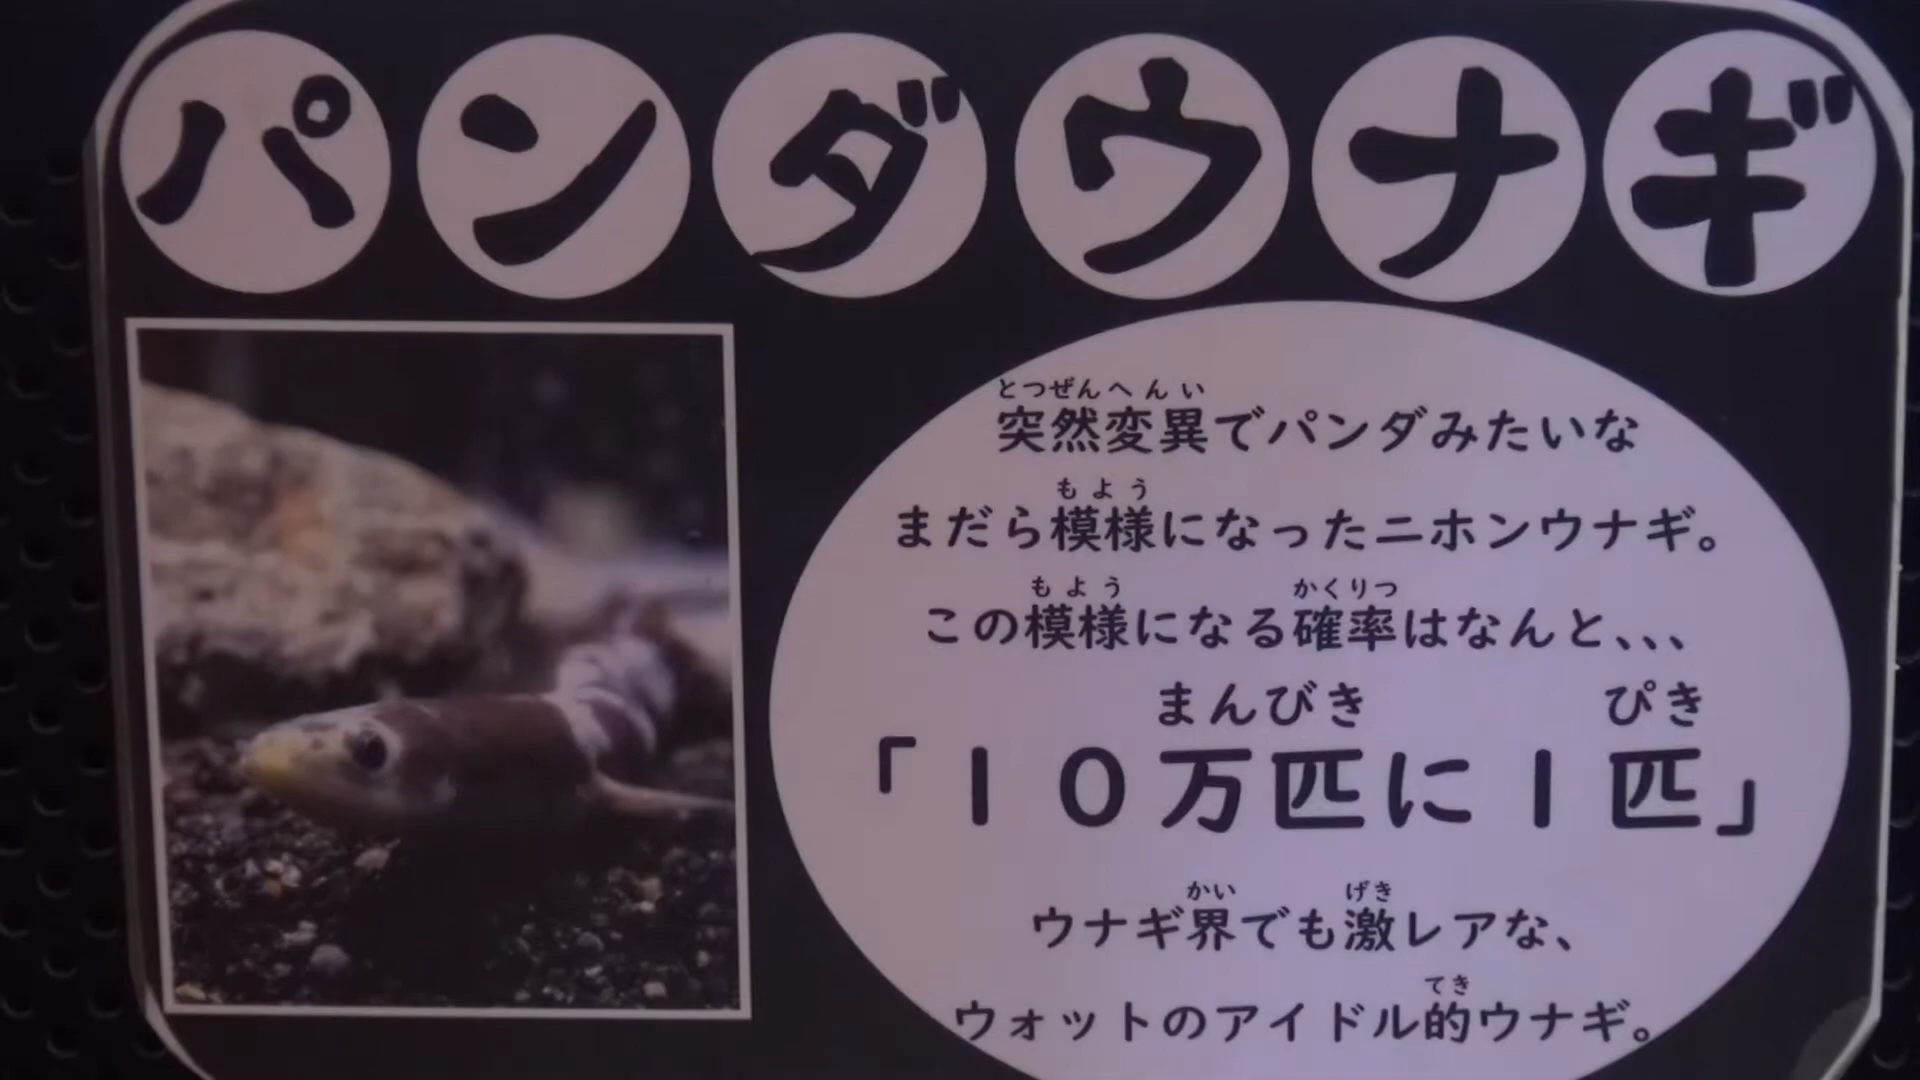 パンダウナギ
とつぜんへんい
突然変異でパンダみたいな
もよう
まだら模様になったニホンウナギ。
もよう かくりつ
この模様になる確率はなんと、、、
まんびき ぴき
「１０万匹に１匹」
かい げき
ウナギ界でも激レアな、
てき
ウォットのアイドル的ウナギ。